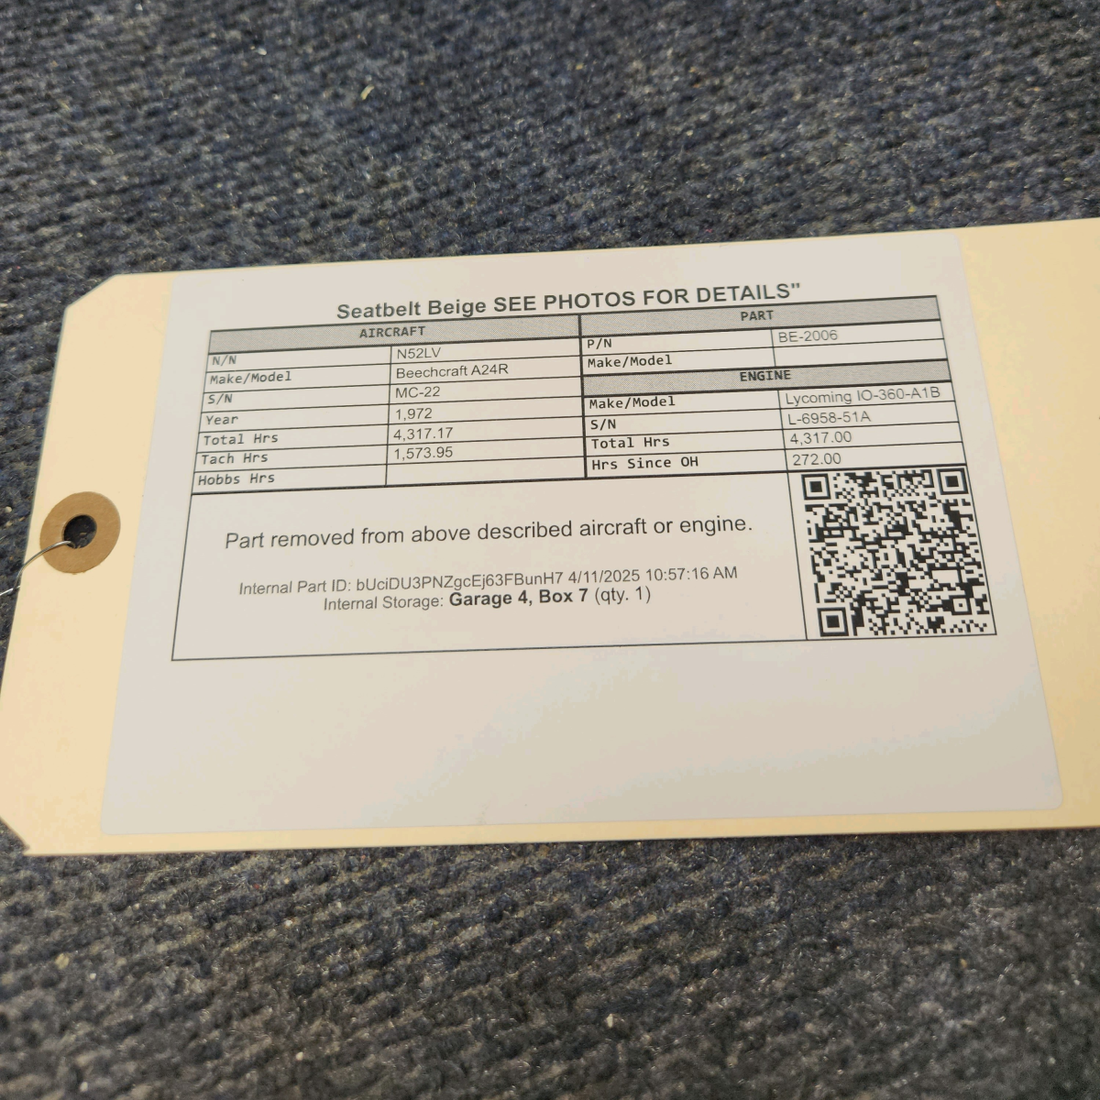 Seatbelt Beige SEE PHOTOS FOR DETAILS"
AIRCRAFT
N/N N52LV
Make/Model Beechcraft A24R
S/N MC-22
Year 1,972
Total Hrs 4,317.17
Tach Hrs 1,573.95
Hobbs Hrs
PART
P/N BE-2006
Make/Model
ENGINE
Make/Model Lycoming IO-360-A1B
S/N L-6958-51A
Total Hrs 4,317.00
Hrs Since OH 272.00
Part removed from above described aircraft or engine.
Internal Part ID: bUciDU3PNZgcEj63FBunH7 4/11/2025 10:57:16 AM
Internal Storage: Garage 4, Box 7 (qty. 1)